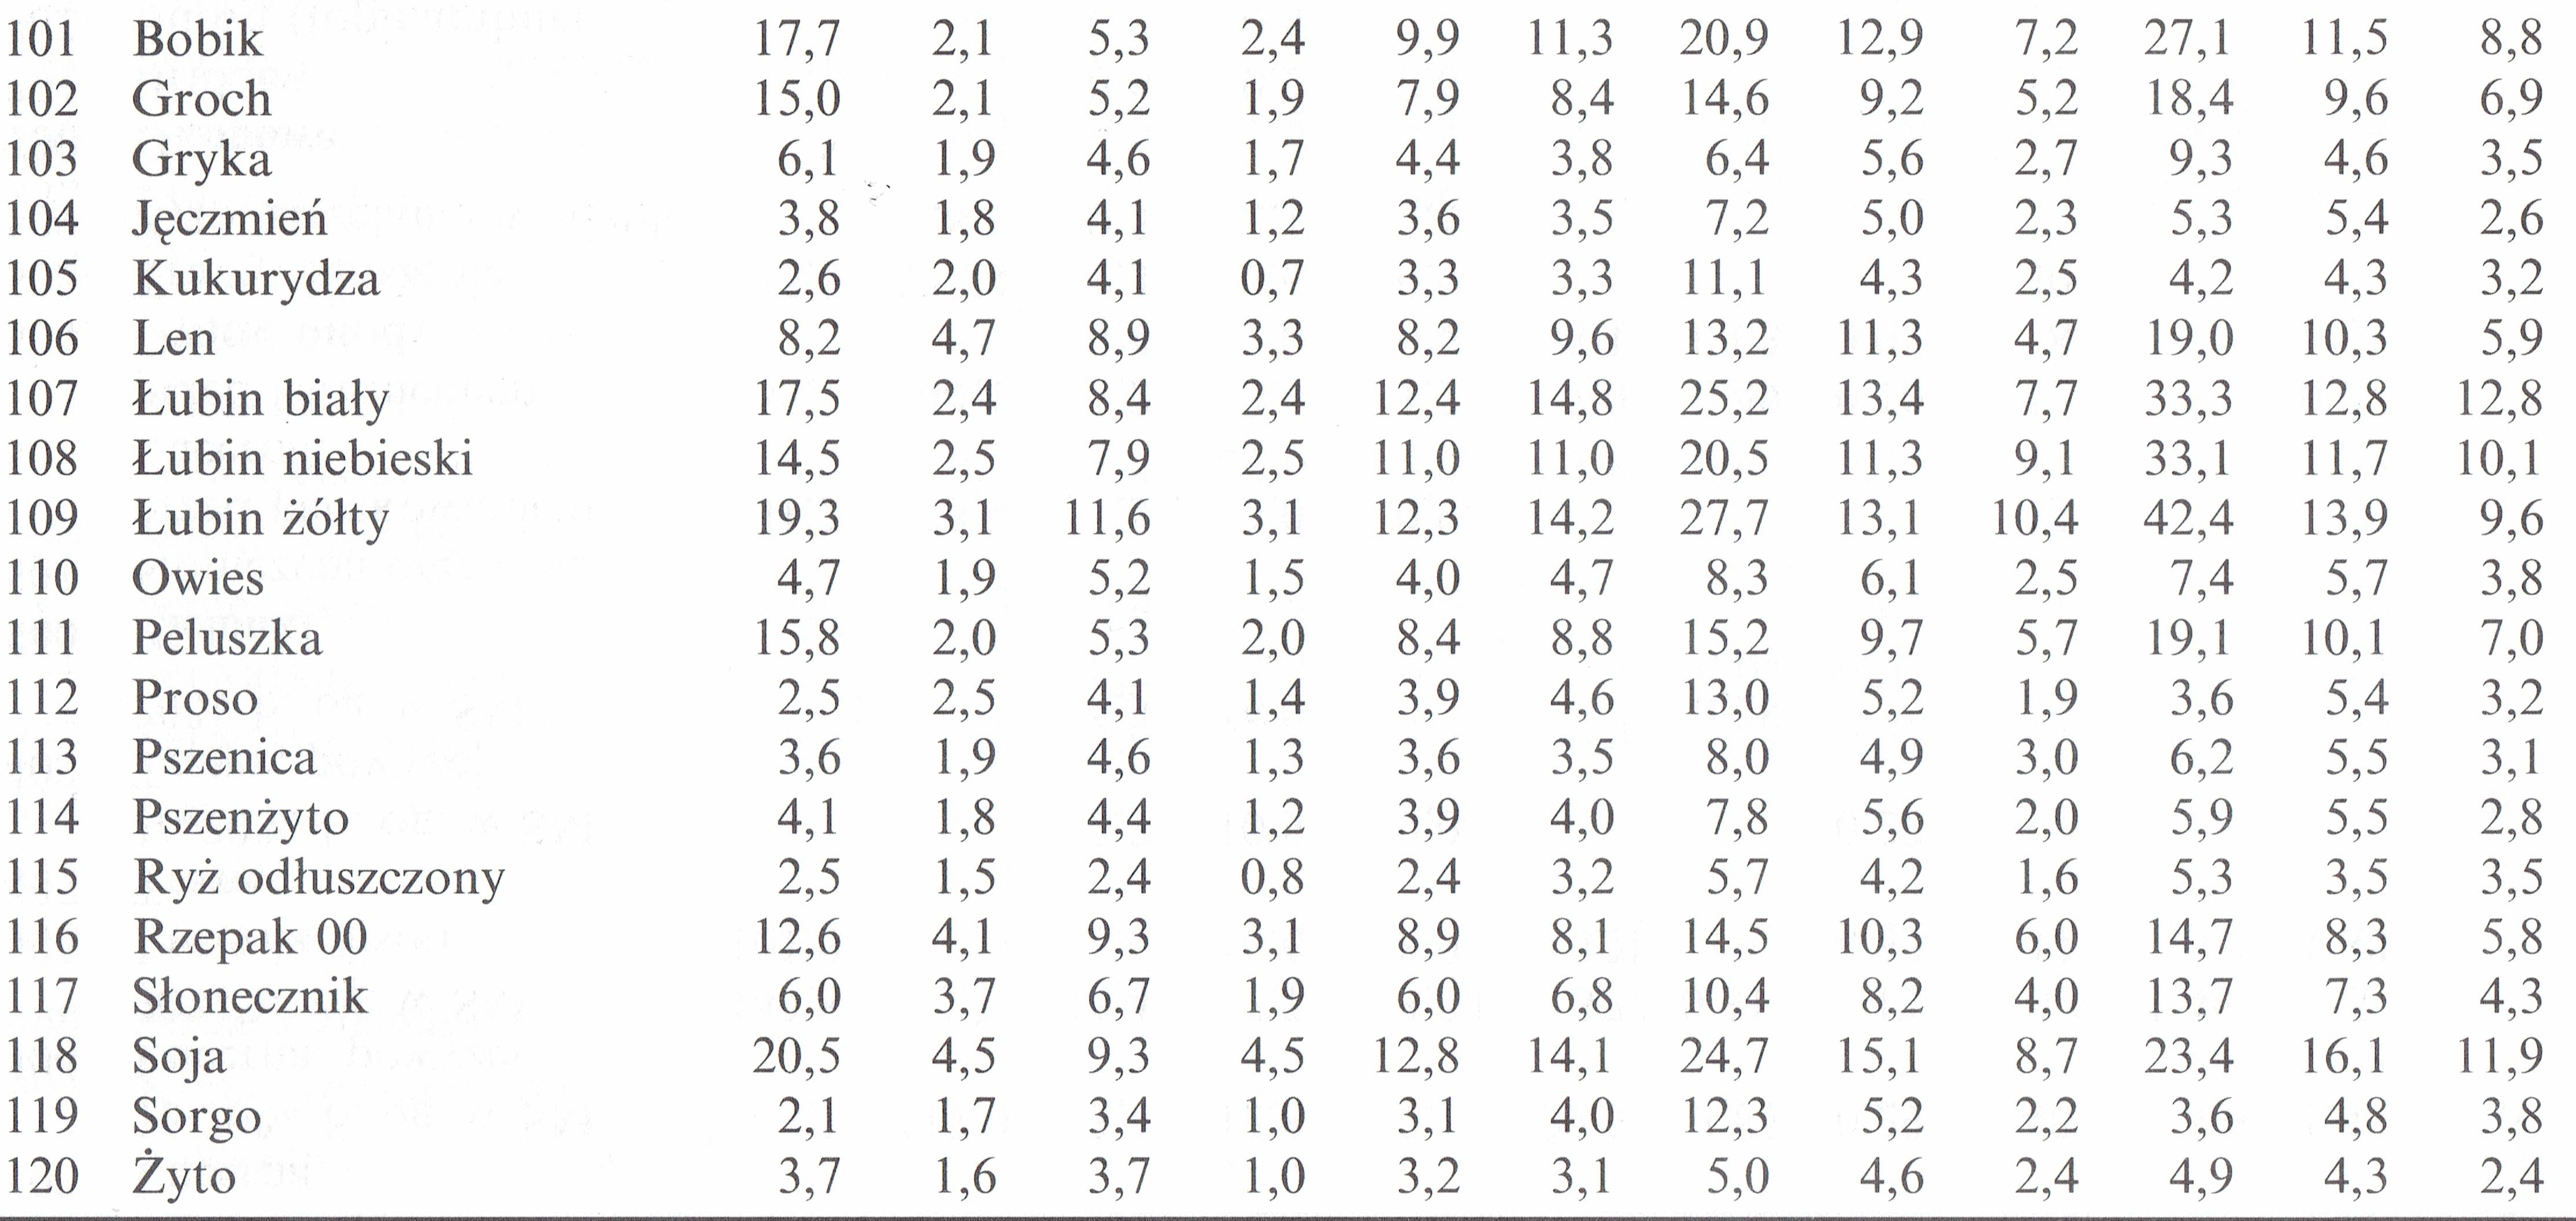 101 Bobik 17,7 2,1 5,3 2,4 9,9 11,3 20,9 12,9 7,2 27,1 11,5 8,8
102 Groch 15,0 2,1 5,2 1,9 7,9 8,4 14,6 9,2 5,2 18,4 9,6 6,9
103 Gryka 6,1 1,9 4,6 1,7 4,4 3,8 6,4 5,6 2,7 9,3 4,6 3,5
104 Jęczmień 3,8 1,8 4,1 1,2 3,6 3,5 7,2 5,0 2,3 5,3 5,4 2,6
105 Kukurydza 2,6 2,0 4,1 0,7 3,3 3,3 11,1 4,3 2,5 4,2 4,3 3,2
106 Len 8,2 4,7 8,9 3,3 8,2 9,6 13,2 11,3 4,7 19,0 10,3 5,9
107 Łubin biały 17,5 2,4 8,4 2,4 12,4 14,8 25,2 13,4 7,7 33,3 12,8 12,8
108 Łubin niebieski 14,5 2,5 7,9 2,5 11,0 11,0 20,5 11,3 9,1 33,1 11,7 10,1
109 Łubin żółty 19,3 3,1 11,6 3,1 12,3 14,2 27,7 13,1 10,4 42,4 13,9 9,6
110 Owies 4,7 1,9 5,2 1,5 4,0 4,7 8,3 6,1 2,5 7,4 5,7 3,8
111 Peluszka 15,8 2,0 5,3 2,0 8,4 8,8 15,2 9,7 5,7 19,1 10,1 7,0
112 Proso 2,5 2,5 4,1 1,4 3,9 4,6 13,0 5,2 1,9 3,6 5,4 3,2
113 Pszenica 3,6 1,9 4,6 1,3 3,6 3,5 8,0 4,9 3,0 6,2 5,5 3,1
114 Pszenżyto 4,1 1,8 4,4 1,2 3,9 4,0 7,8 5,6 2,0 5,9 5,5 2,8
115 Ryż odłuszczony 2,5 1,5 2,4 0,8 2,4 3,2 5,7 4,2 1,6 5,3 3,5 3,5
116 Rzepak 00 12,6 4,1 9,3 3,1 8,9 8,1 14,5 10,3 6,0 14,7 8,3 5,8
117 Słonecznik 6,0 3,7 6,7 1,9 6,0 6,8 10,4 8,2 4,0 13,7 7,3 4,3
118 Soja 20,5 4,5 9,3 4,5 12,8 14,1 24,7 15,1 8,7 23,4 16,1 11,9
119 Sorgo 2,1 1,7 3,4 1,0 3,1 4,0 12,3 5,2 2,2 3,6 4,8 3,8
120 Żyto 3,7 1,6 3,7 1,0 3,2 3,1 5,0 4,6 2,4 4,9 4,3 2,4